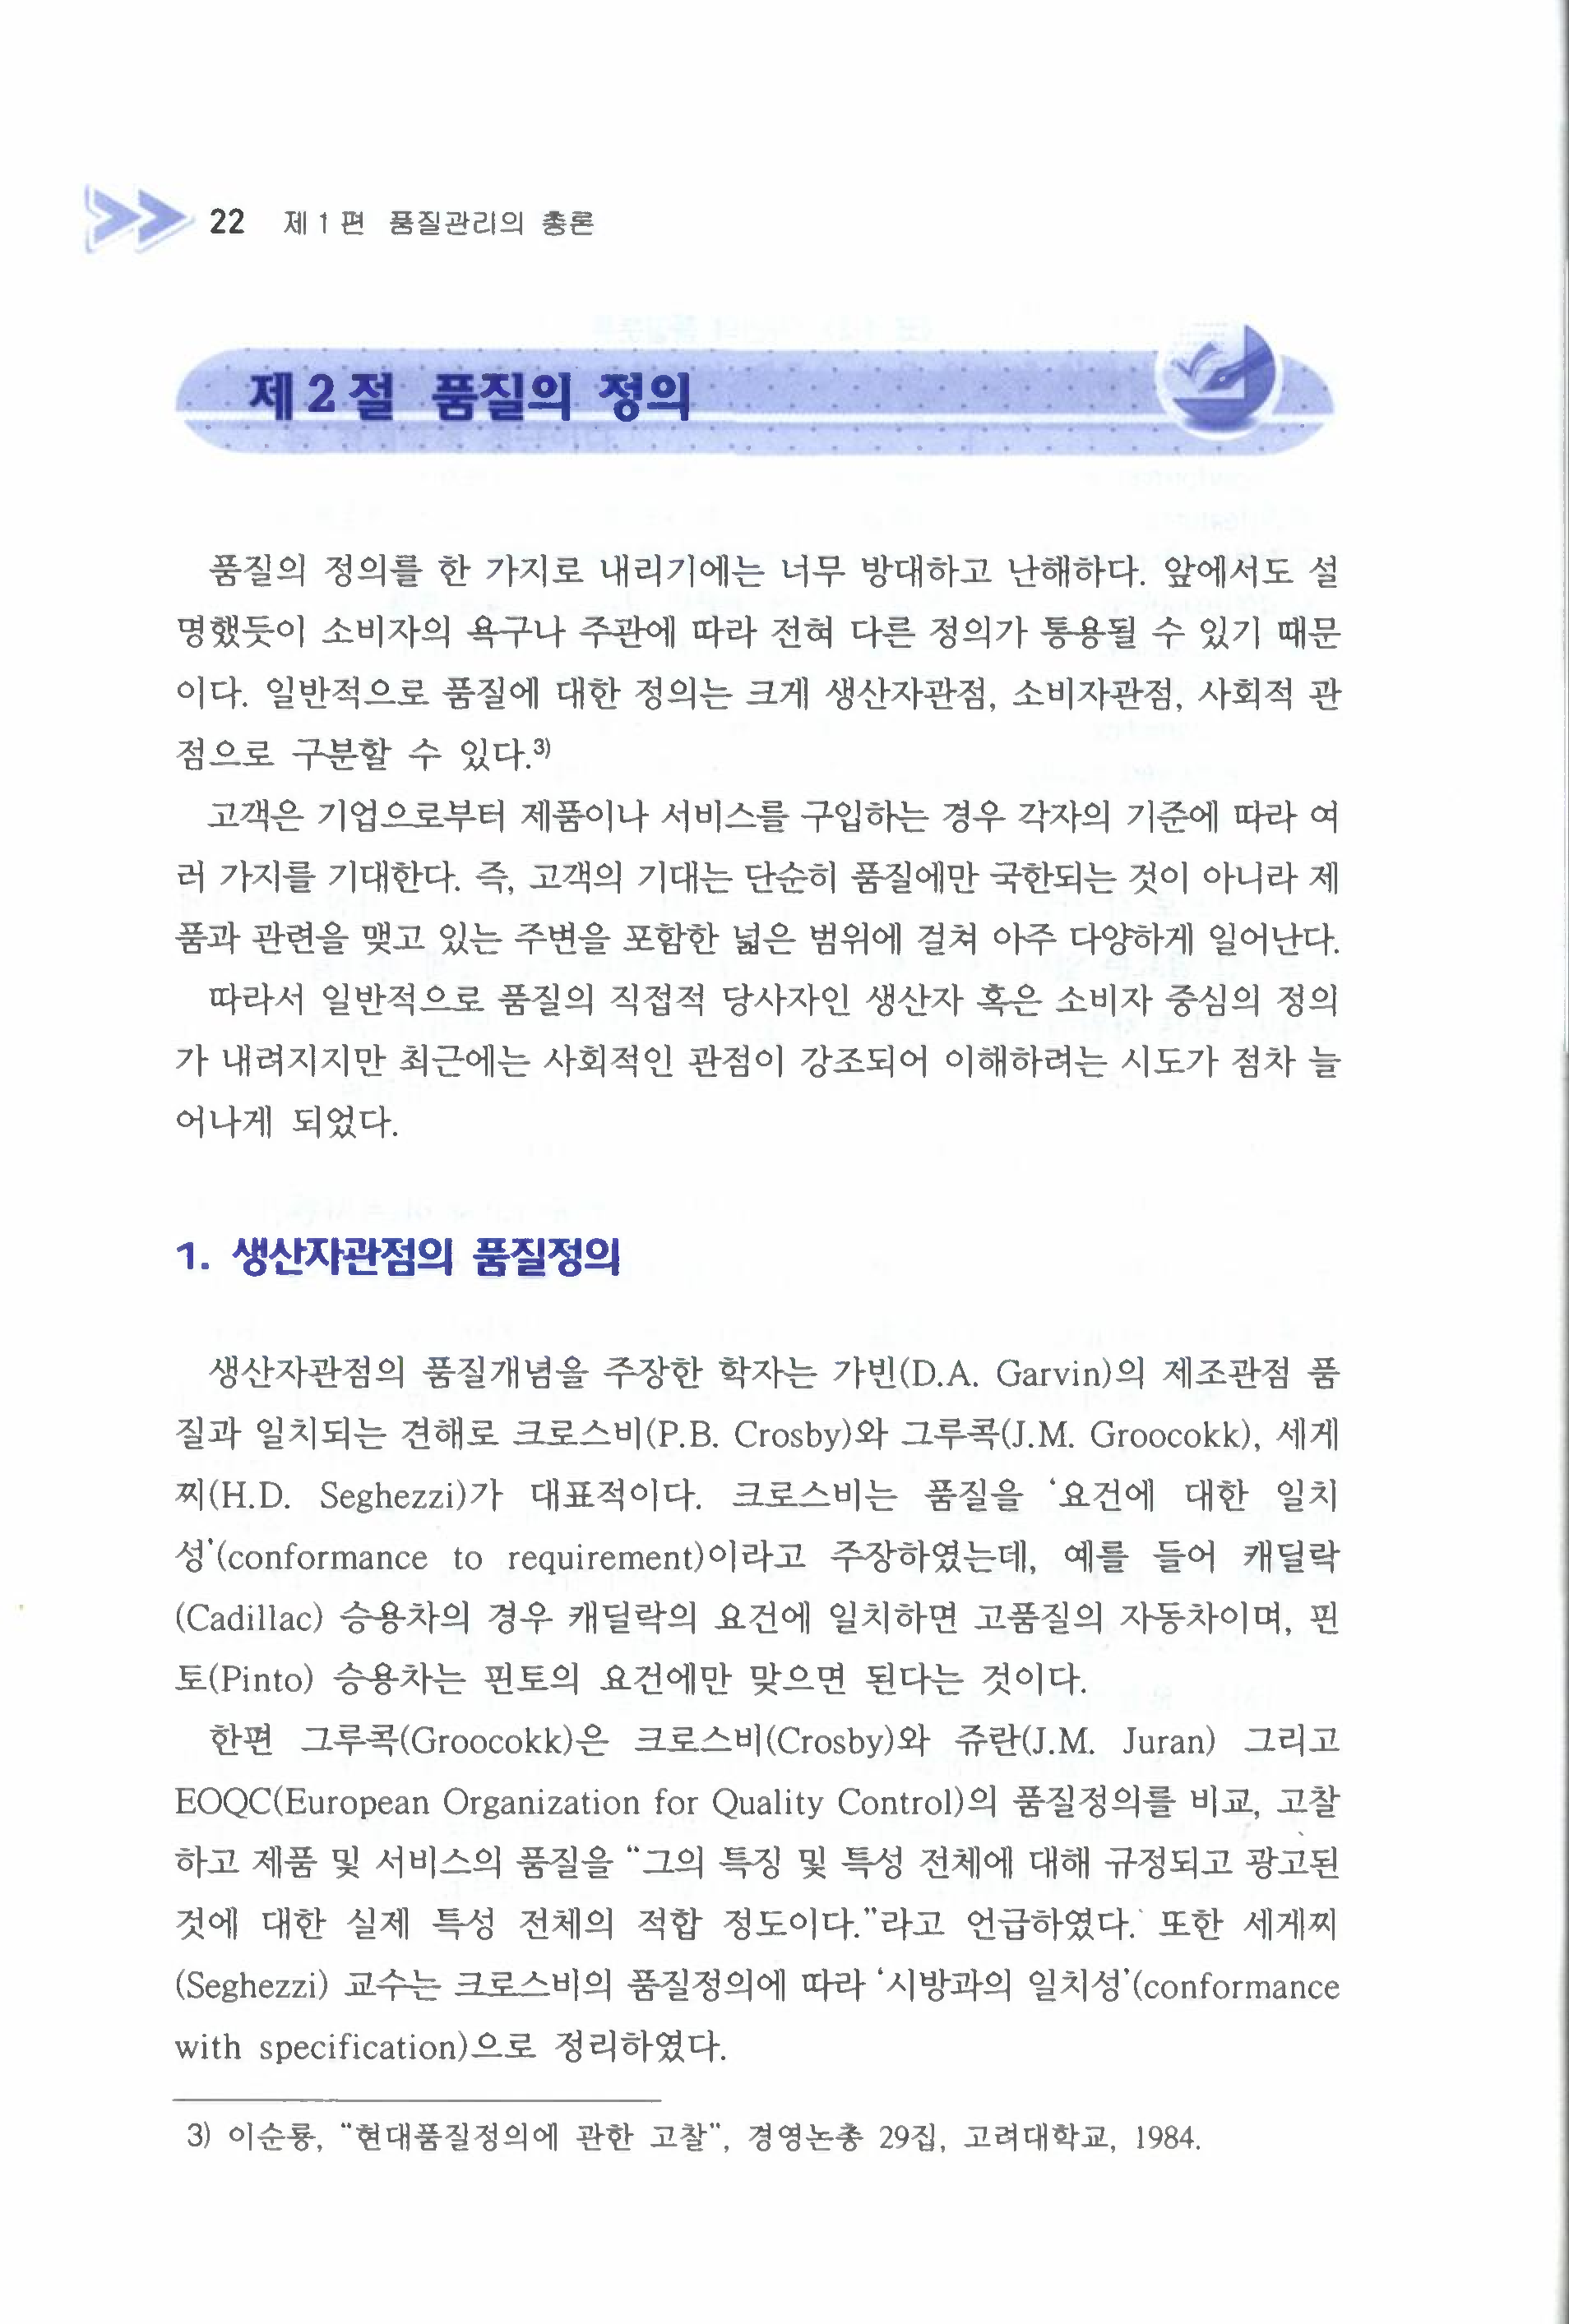 22 제1편 품질관리의 총론
제2절 품질의 정의
품질의 정의를 한 가지로 내리기에는 너무 방대하고 난해하다. 앞에서도 설
명했듯이 소비자의 욕구나 주관에 따라 전혀 다른 정의가 통용될 수 있기 때문
이다. 일반적으로 품질에 대한 정의는 크게 생산자관점, 소비자관점, 사회적 관
점으로 구분할 수 있다.3)
고객은 기업으로부터 제품이나 서비스를 구입하는 경우 각자의 기준에 따라 여
러 가지를 기대한다. 즉, 고객의 기대는 단순히 품질에만 국한되는 것이 아니라 제
품과 관련을 맺고 있는 주변을 포함한 넓은 범위에 걸쳐 아주 다양하게 일어난다.
따라서 일반적으로 품질의 직접적 당사자인 생산자 혹은 소비자 중심의 정의
가 내려지지만 최근에는 사회적인 관점이 강조되어 이해하려는 시도가 점차 늘
어나게 되었다.
1. 생산자관점의 품질정의
생산자관점의 품질개념을 주장한 학자는 가빈(D.A. Garvin)의 제조관점 품
질과 일치되는 견해로 크로스비(P.B. Crosby)와 그루콕(J.M. Groocokk), 세게
찌(H.D. Seghezzi)가 대표적이다. 크로스비는 품질을 ‘요건에 대한 일치
성’(conformance to requirement)이라고 주장하였는데, 예를 들어 캐딜락
(Cadillac) 승용차의 경우 캐딜락의 요건에 일치하면 고품질의 자동차이며, 핀
토(Pinto) 승용차는 핀토의 요건에만 맞으면 된다는 것이다.
한편 그루콕(Groocokk)은 크로스비(Crosby)와 쥬란(J.M. Juran) 그리고
EOQC(European Organization for Quality Control)의 품질정의를 비교, 고찰
하고 제품 및 서비스의 품질을 “그의 특징 및 특성 전체에 대해 규정되고 광고된
것에 대한 실제 특성 전체의 적합 정도이다.”라고 언급하였다. 또한 세게찌
(Seghezzi) 교수는 크로스비의 품질정의에 따라 ‘시방과의 일치성’(conformance
with specification)으로 정리하였다.
3) 이순룡, “현대품질정의에 관한 고찰”, 경영논총 29집, 고려대학교, 1984.